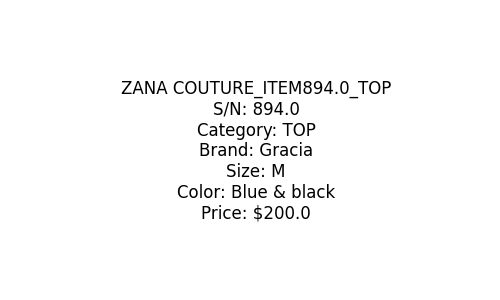 ZANA COUTURE_ITEM894.0_TOP
S/N: 894.0
Category: TOP
Brand: Gracia
Size: M
Color: Blue & black
Price: $200.0